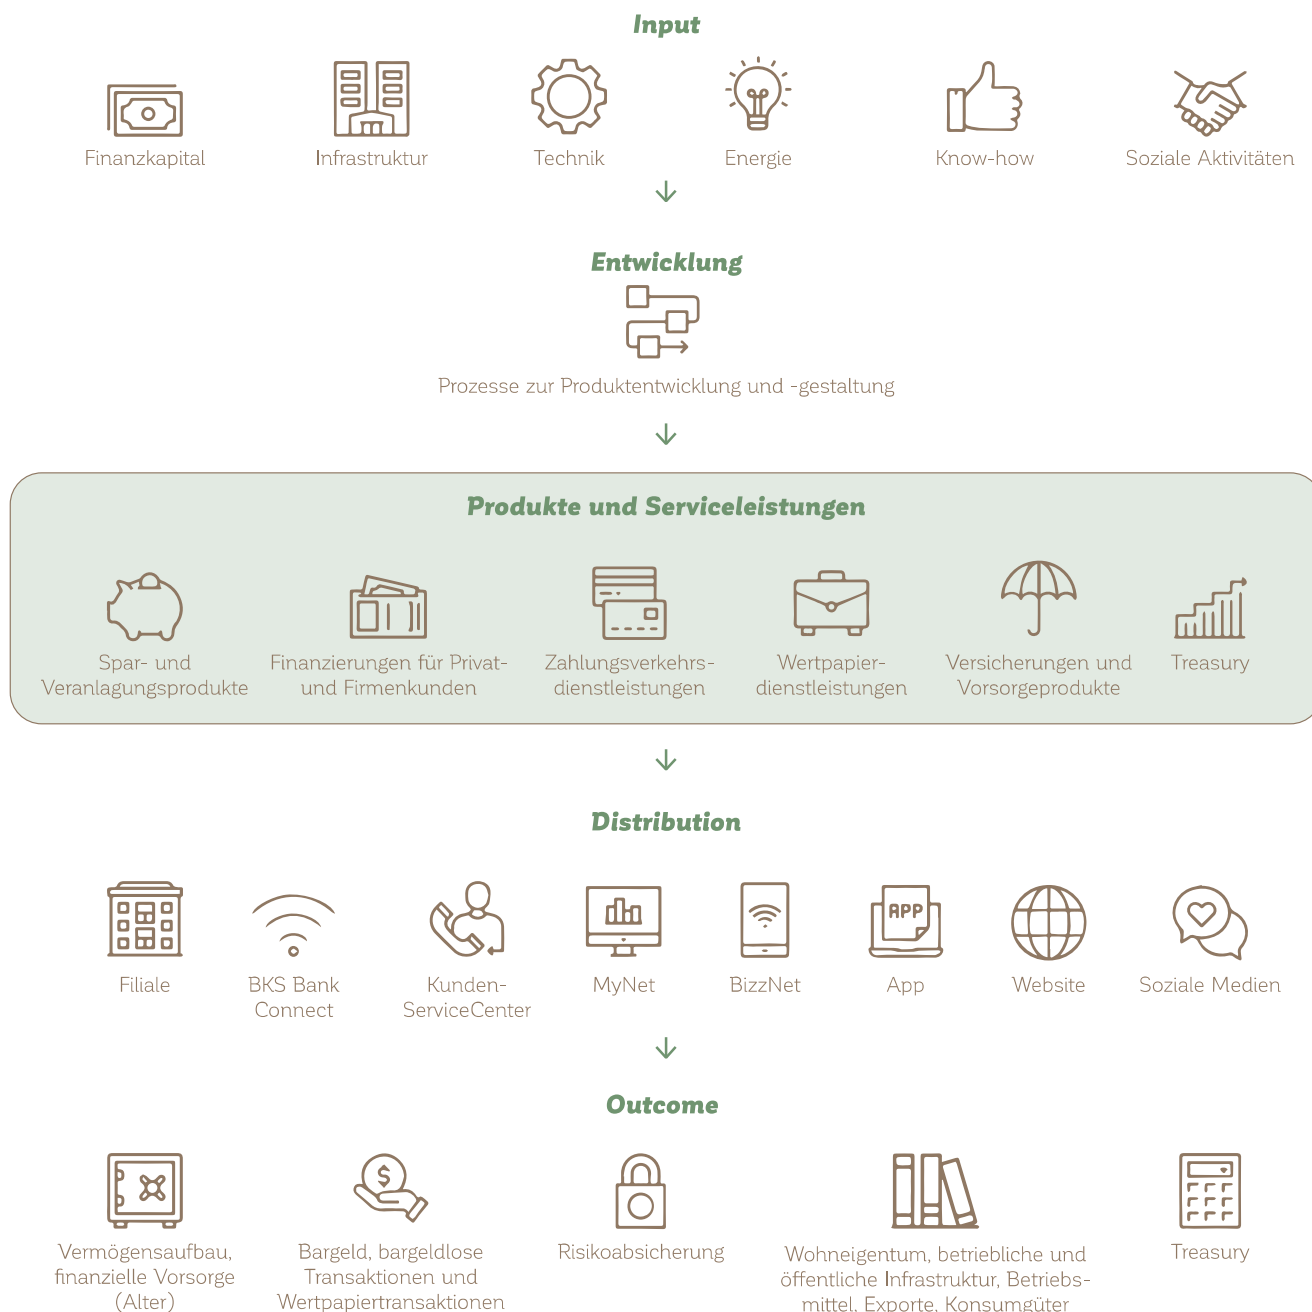 Input
Finanzkapital
Infrastruktur
Technik
Energie
Know-how
Soziale Aktivitäten
Entwicklung
Prozesse zur Produktentwicklung und -gestaltung
Produkte und Serviceleistungen
Spar- und
Veranlagungsprodukte
Finanzierungen für Privat-
und Firmenkunden
Zahlungsverkehrs-
dienstleistungen
Wertpapier-
dienstleistungen
Versicherungen und
Vorsorgeprodukte
Treasury
Distribution
Filiale
BKS Bank
Connect
Kunden-
ServiceCenter
MyNet
BizzNet
APP
App
Website
Soziale Medien
Outcome
Vermögensaufbau,
finanzielle Vorsorge
(Alter)
$
Bargeld, bargeldlose
Transaktionen und
Wertpapiertransaktionen
Risikoabsicherung
Wohneigentum, betriebliche und
öffentliche Infrastruktur, Betriebs-
mittel, Exporte, Konsumgüter
Treasury